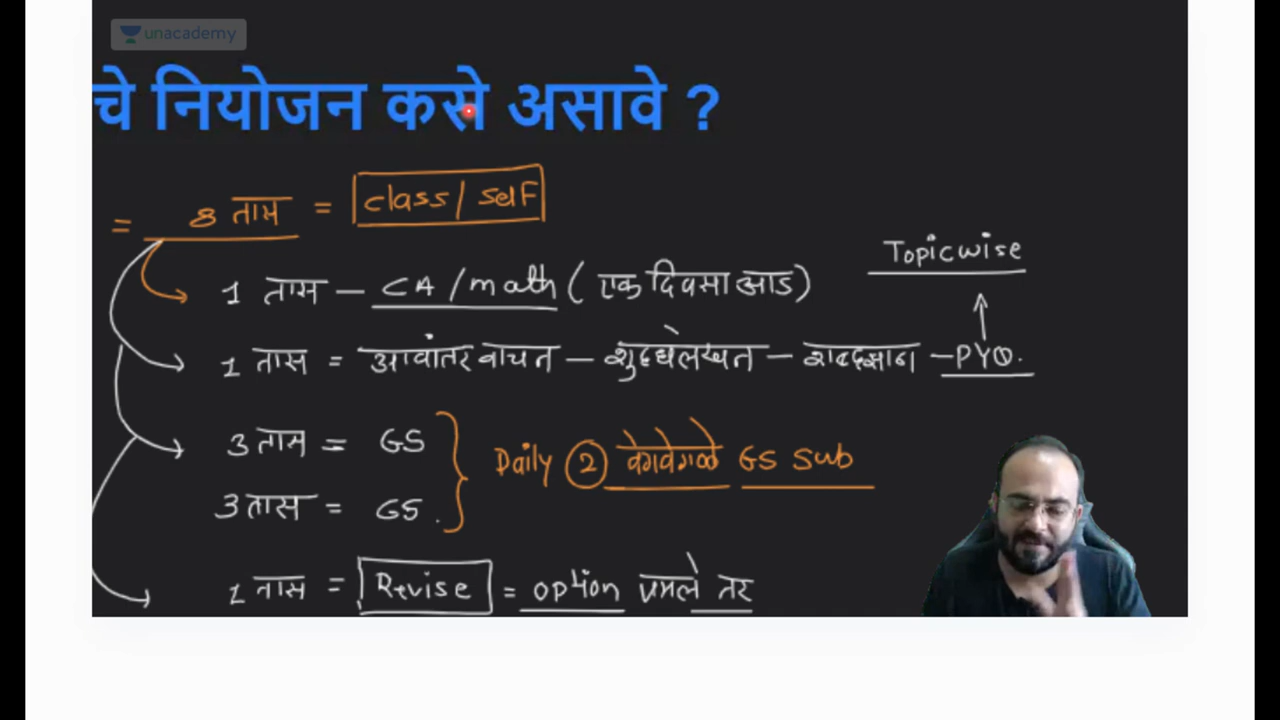 unacademy
चे नियोजन कसे असावे ?
= 8 तास = class/self
Topicwise
1 तास — CA /math ( एक दिवसाआड)
1 तास = आवांतर वाचन — शुद्धलेखन — शब्दज्ञान — PYQ.
3 तास = GS
Daily 2 वेगवेगळे GS Sub
3 तास = GS.
1 तास = Revise = option जमले तर